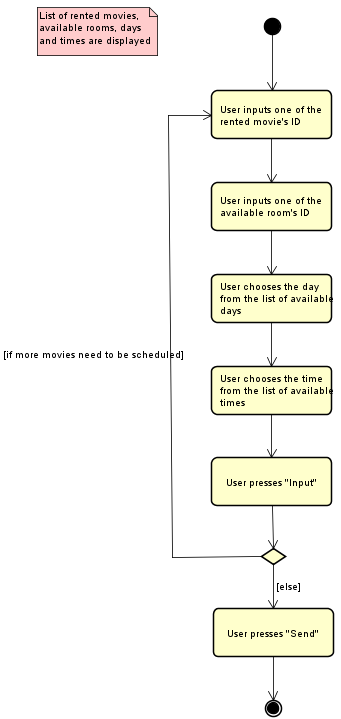 List of rented movies,
available rooms, days
and times are displayed
User inputs one of the
rented movie's ID
User inputs one of the
available room's ID
User chooses the day
from the list of available
days
[if more movies need to be scheduled]
User chooses the time
from the list of available
times
User presses "Input"
[else]
User presses "Send"